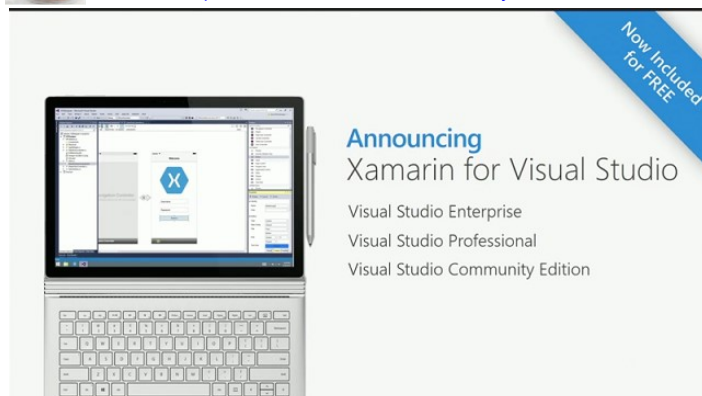 Now Included
for FREE
Announcing
Xamarin for Visual Studio
Visual Studio Enterprise
Visual Studio Professional
Visual Studio Community Edition